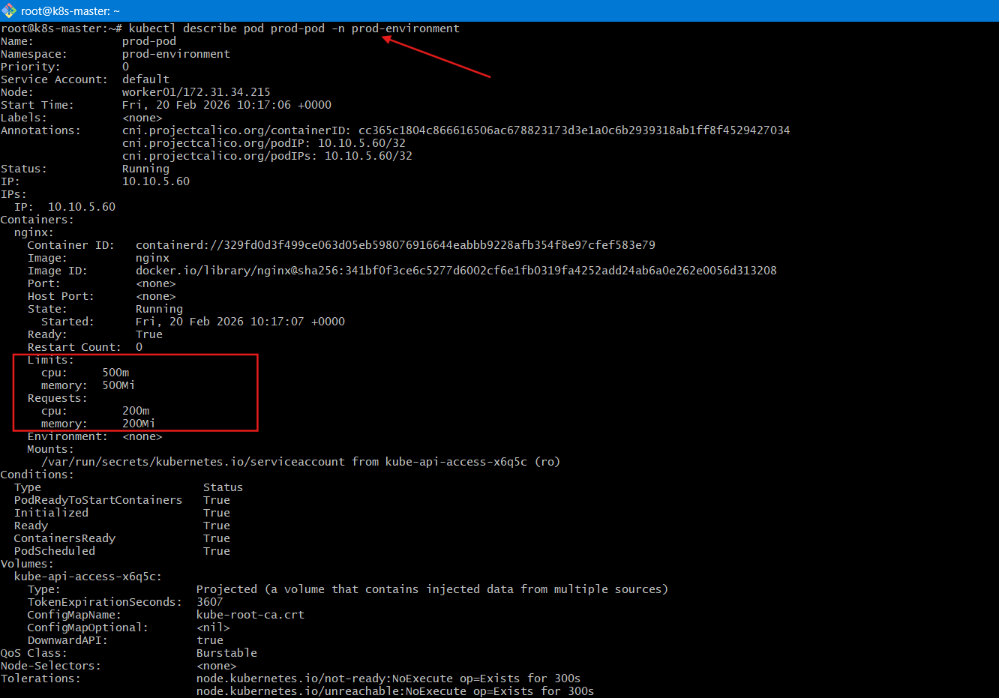 root@k8s-master: ~
root@k8s-master:~# kubectl describe pod prod-pod -n prod-environment
Name:             prod-pod
Namespace:        prod-environment
Priority:         0
Service Account:  default
Node:             worker01/172.31.34.215
Start Time:       Fri, 20 Feb 2026 10:17:06 +0000
Labels:           <none>
Annotations:      cni.projectcalico.org/containerID: cc365c1804c866616506ac678823173d3e1a0c6b2939318ab1ff8f4529427034
                  cni.projectcalico.org/podIP: 10.10.5.60/32
                  cni.projectcalico.org/podIPs: 10.10.5.60/32
Status:           Running
IP:               10.10.5.60
IPs:
  IP:  10.10.5.60
Containers:
  nginx:
    Container ID:   containerd://329fd0d3f499ce063d05eb598076916644eabbb9228afb354f8e97cfef583e79
    Image:          nginx
    Image ID:       docker.io/library/nginx@sha256:341bf0f3ce6c5277d6002cf6e1fb0319fa4252add24ab6a0e262e0056d313208
    Port:           <none>
    Host Port:      <none>
    State:          Running
      Started:      Fri, 20 Feb 2026 10:17:07 +0000
    Ready:          True
    Restart Count:  0
    Limits:
      cpu:     500m
      memory:  500Mi
    Requests:
      cpu:        200m
      memory:     200Mi
    Environment:  <none>
    Mounts:
      /var/run/secrets/kubernetes.io/serviceaccount from kube-api-access-x6q5c (ro)
Conditions:
  Type                        Status
  PodReadyToStartContainers   True
  Initialized                 True
  Ready                       True
  ContainersReady             True
  PodScheduled                True
Volumes:
  kube-api-access-x6q5c:
    Type:                    Projected (a volume that contains injected data from multiple sources)
    TokenExpirationSeconds:  3607
    ConfigMapName:           kube-root-ca.crt
    ConfigMapOptional:       <nil>
    DownwardAPI:             true
QoS Class:                   Burstable
Node-Selectors:              <none>
Tolerations:                 node.kubernetes.io/not-ready:NoExecute op=Exists for 300s
                             node.kubernetes.io/unreachable:NoExecute op=Exists for 300s